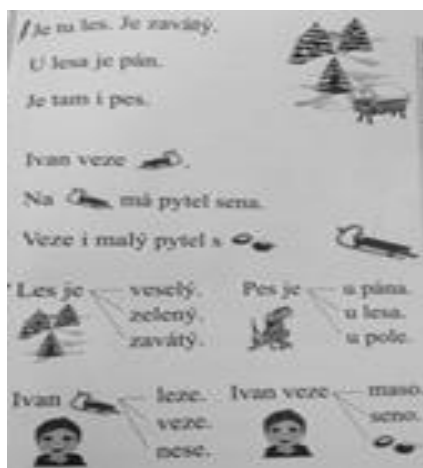 Je tu les. Je zavátý.
U lesa je pán.
Je tam i pes.
Ivan veze .
Na má pytel sena.
Veze i malý pytel s
Les je veselý. Pes je u pána.
zelený. u lesa.
zavátý. u pole.
Ivan leze. Ivan veze maso.
veze. seno.
nese.